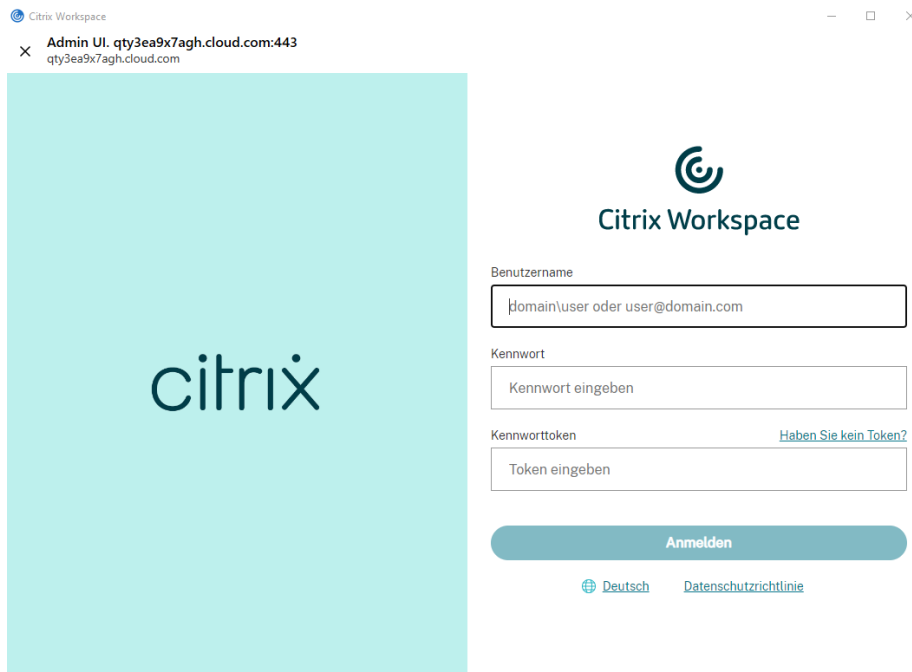 Citrix Workspace
Admin UI. qty3ea9x7agh.cloud.com:443
qty3ea9x7agh.cloud.com
citrix
Citrix Workspace
Benutzername
domain\user oder user@domain.com
Kennwort
Kennwort eingeben
Kennworttoken Haben Sie kein Token?
Token eingeben
Anmelden
Deutsch Datenschutzrichtlinie